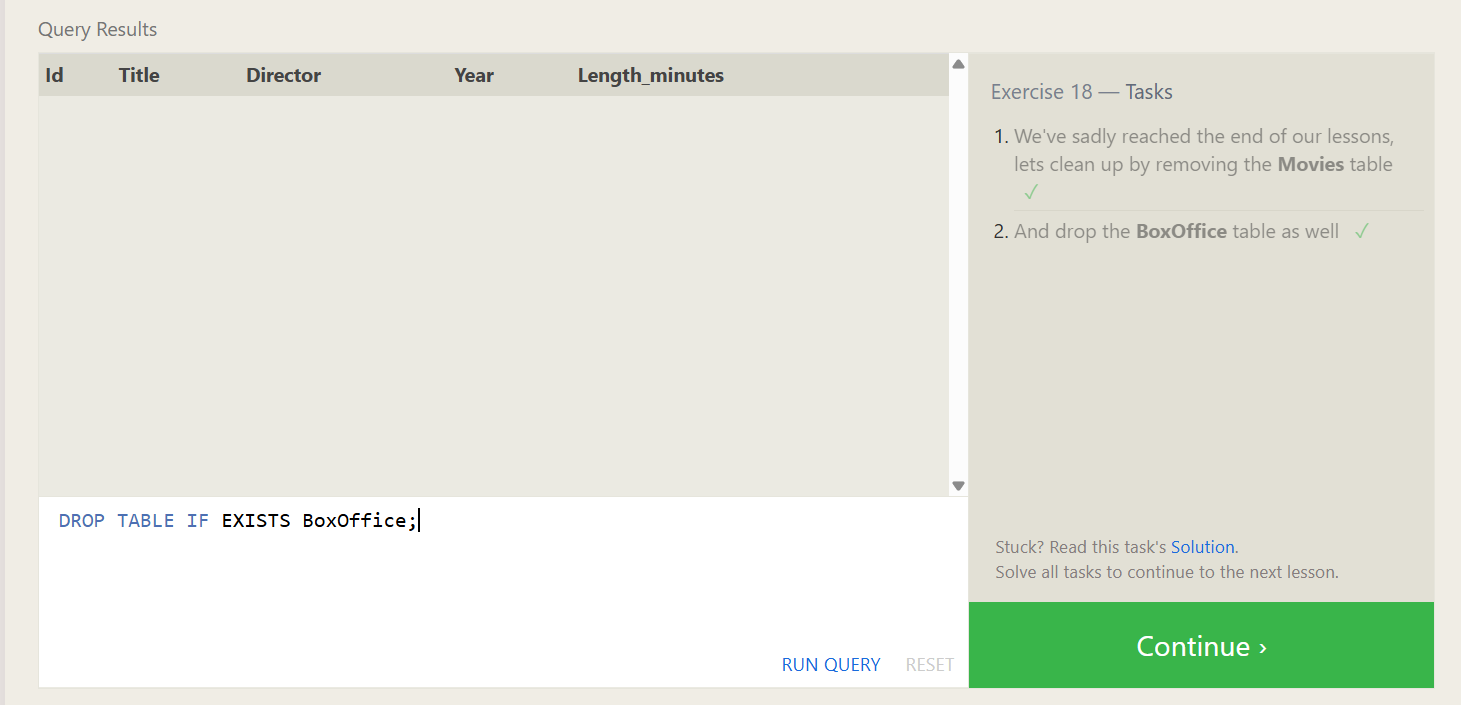 Query Results
Id Title Director Year Length_minutes
Exercise 18 — Tasks
1. We've sadly reached the end of our lessons,
lets clean up by removing the Movies table
✓
2. And drop the BoxOffice table as well ✓
DROP TABLE IF EXISTS BoxOffice;
RUN QUERY RESET
Stuck? Read this task's Solution.
Solve all tasks to continue to the next lesson.
Continue ›